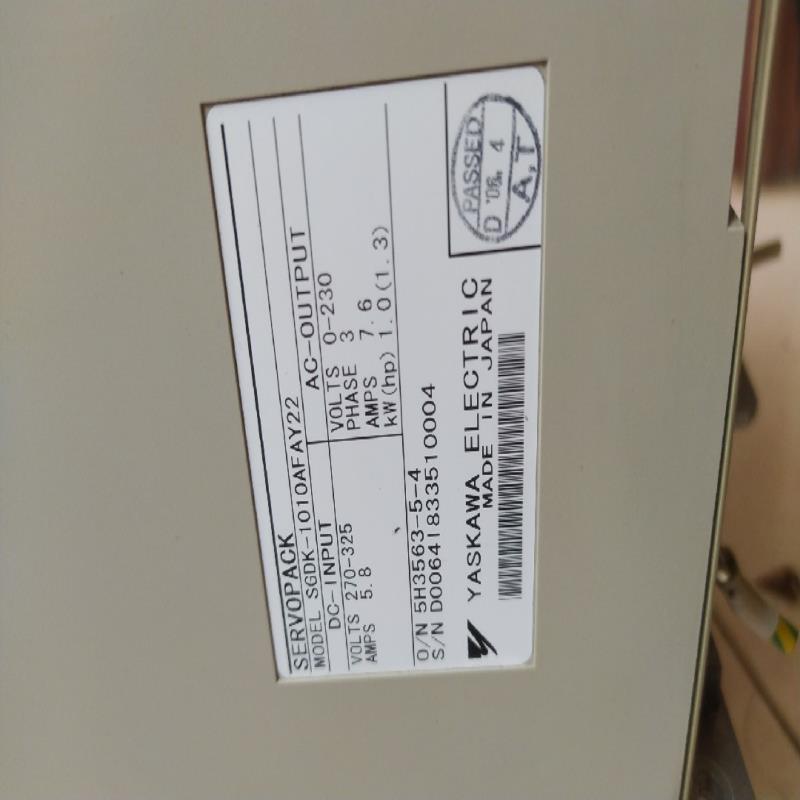 SERVOPACK
MODEL SGDK-1010AFAY22
DC-INPUT AC-OUTPUT
VOLTS 270-325 VOLTS 0-230
AMPS 5.8 PHASE 3
AMPS 7.6
kW(hp) 1.0(1.3)
O/N 5H3563-5-4
S/N D00641833510004
YASKAWA ELECTRIC
MADE IN JAPAN
PASSED
D '06. 4
A,T